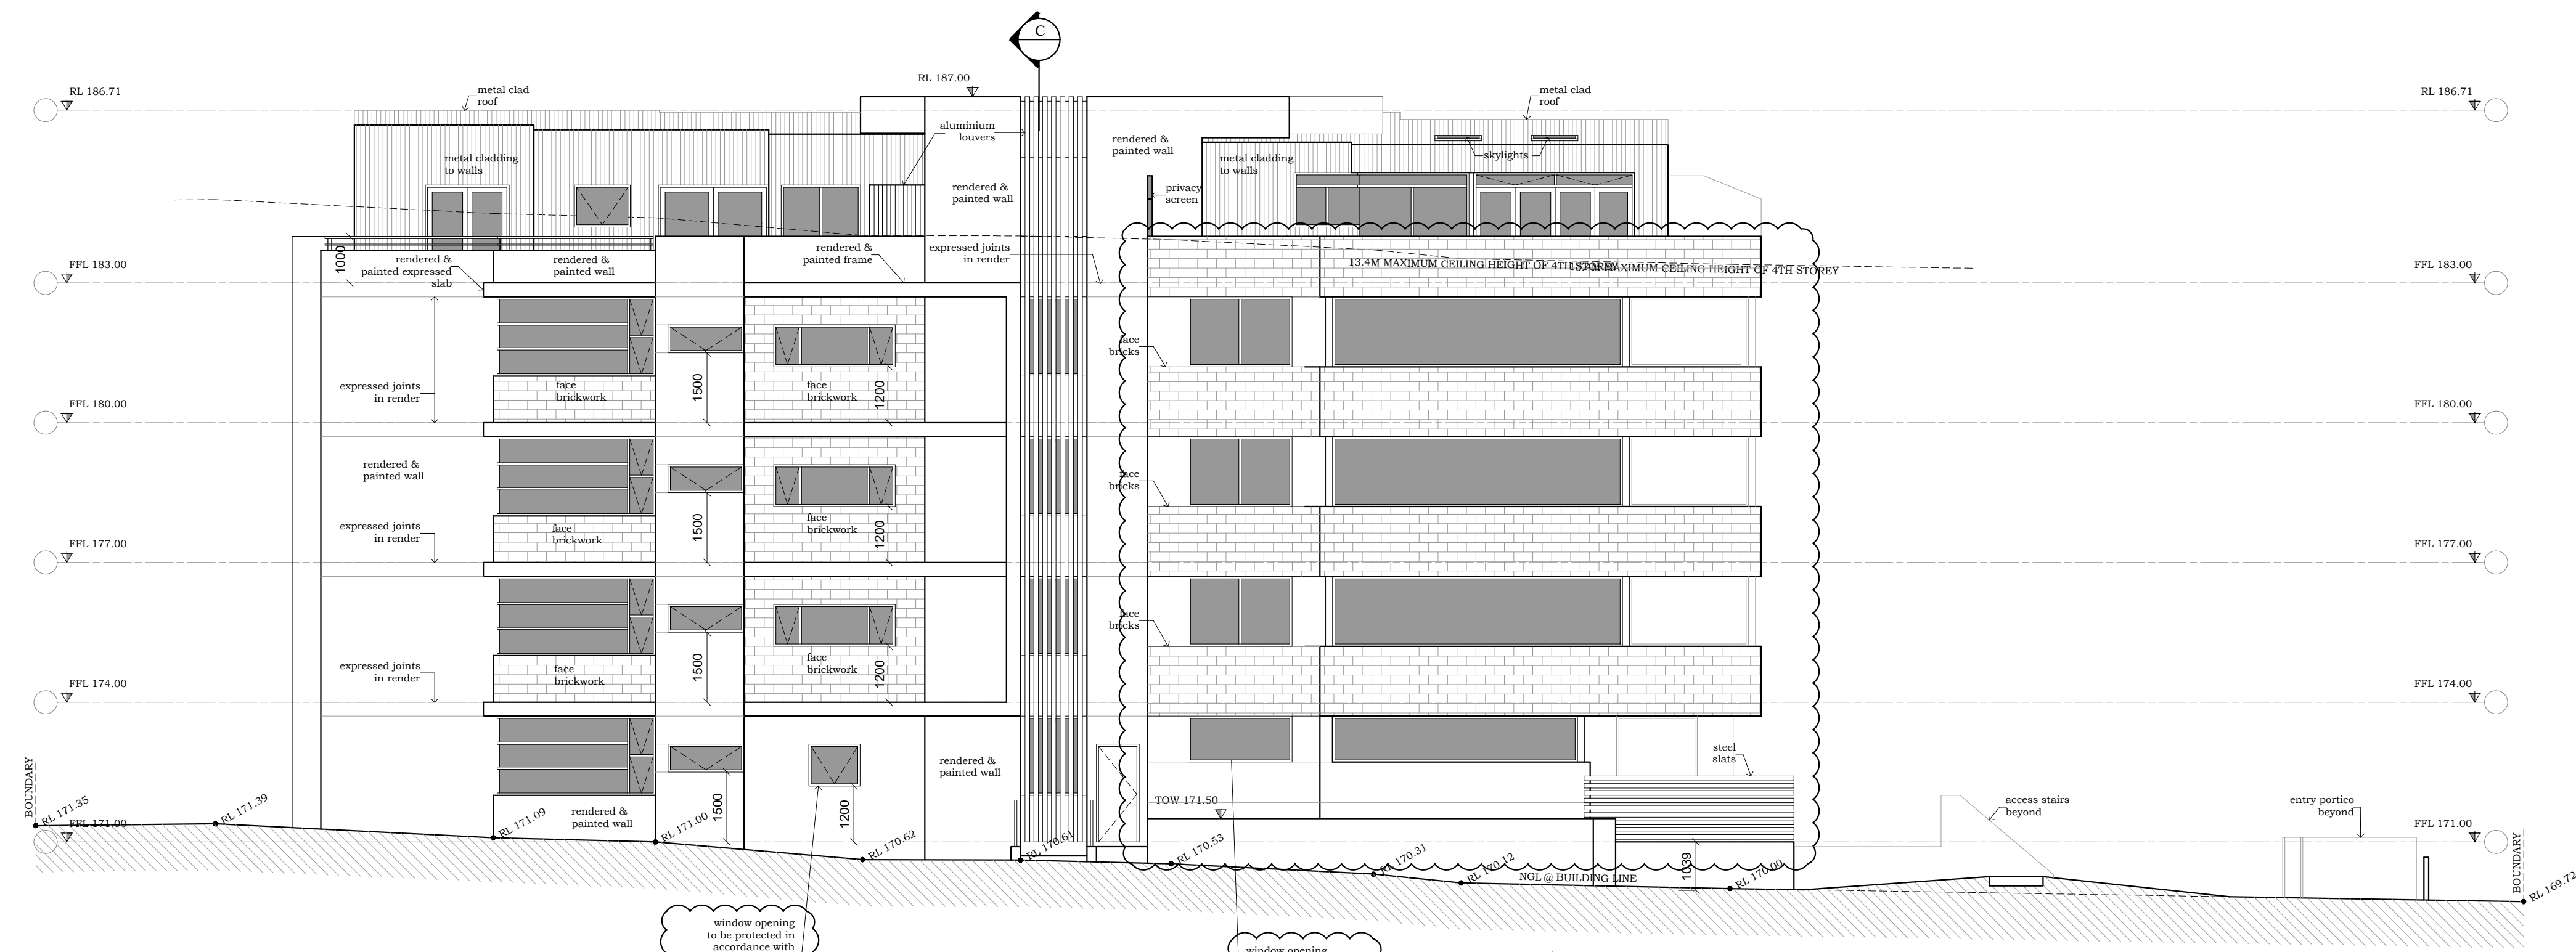 C
RL 187.00
RL 186.71
metal clad
roof
metal clad
roof
RL 186.71
aluminium
louvers
rendered &
painted wall
skylights
metal cladding
to walls
metal cladding
to walls
rendered &
painted wall
privacy
screen
1000
rendered &
painted expressed
slab
rendered &
painted wall
rendered &
painted frame
expressed joints
in render
13.4M MAXIMUM CEILING HEIGHT OF 4TH STOREY
13.4M MAXIMUM CEILING HEIGHT OF 4TH STOREY
FFL 183.00
FFL 183.00
face
bricks
expressed joints
in render
face
brickwork
1500
face
brickwork
1200
FFL 180.00
FFL 180.00
rendered &
painted wall
face
bricks
expressed joints
in render
face
brickwork
1500
face
brickwork
1200
FFL 177.00
FFL 177.00
face
bricks
expressed joints
in render
face
brickwork
1500
face
brickwork
1200
FFL 174.00
FFL 174.00
rendered &
painted wall
steel
slats
BOUNDARY
RL 171.35
RL 171.39
FFL 171.00
RL 171.09
rendered &
painted wall
RL 171.00
1500
1200
RL 170.62
RL 170.61
TOW 171.50
RL 170.53
RL 170.31
RL 170.12
NGL @ BUILDING LINE
1039
RL 170.00
access stairs
beyond
entry portico
beyond
FFL 171.00
BOUNDARY
RL 169.72
window opening
to be protected in
accordance with
window opening